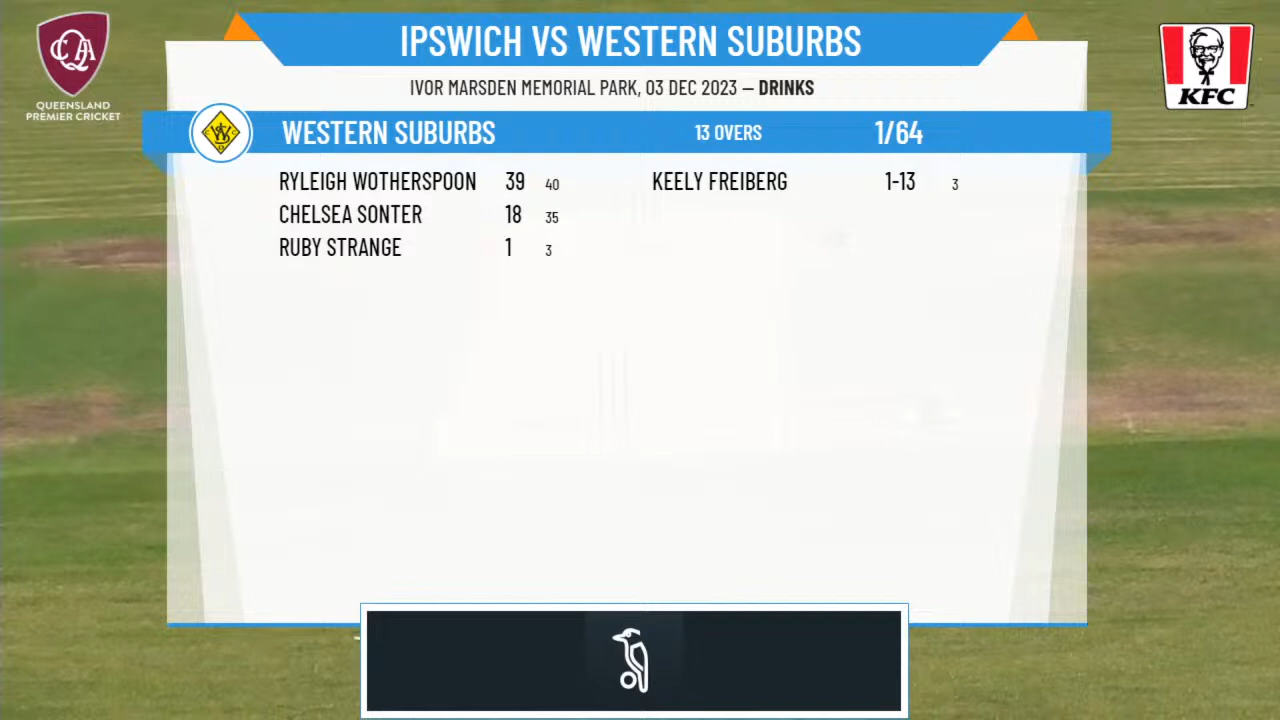 IPSWICH VS WESTERN SUBURBS
IVOR MARSDEN MEMORIAL PARK, 03 DEC 2023 – DRINKS
QUEENSLAND
PREMIER CRICKET
KFC
WESTERN SUBURBS 13 OVERS 1/64
RYLEIGH WOTHERSPOON 39 40 KEELY FREIBERG 1-13 3
CHELSEA SONTER 18 35
RUBY STRANGE 1 3